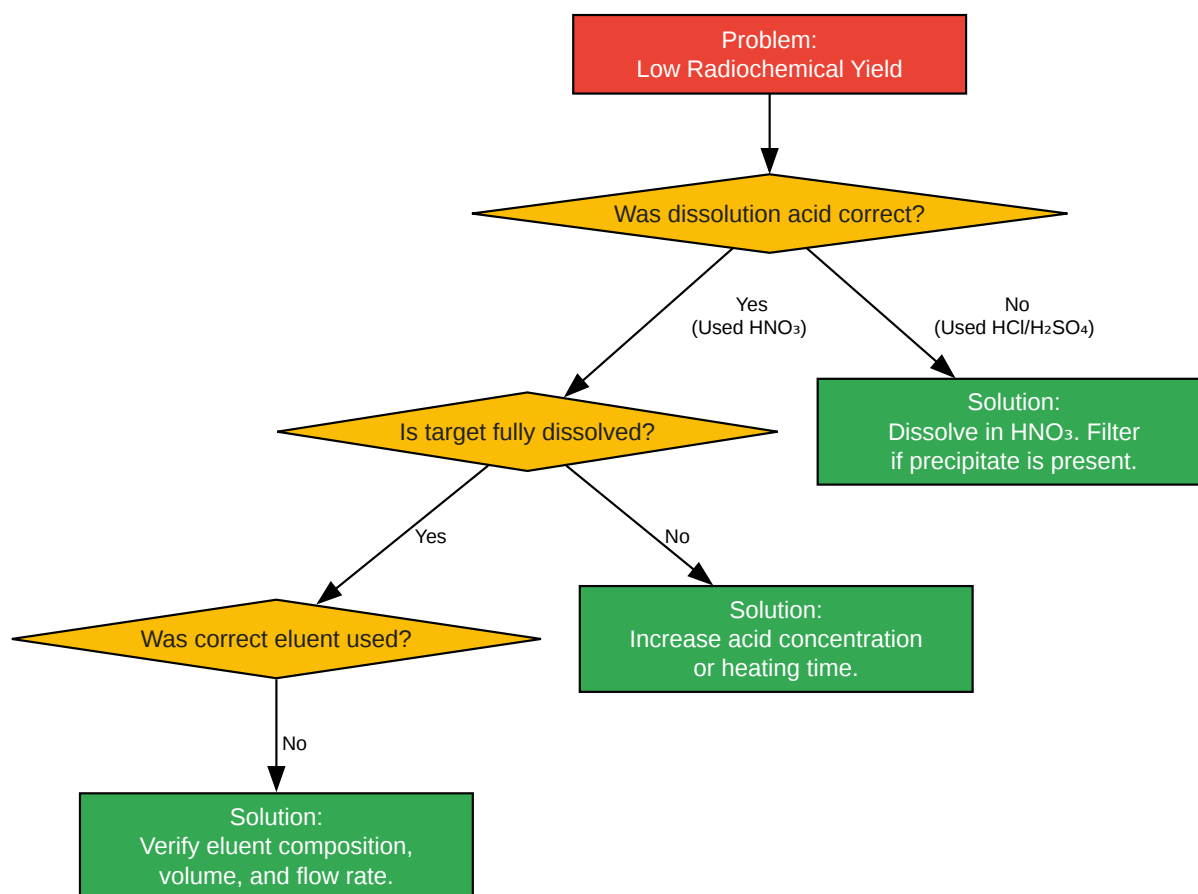 Problem:
Low Radiochemical Yield
Was dissolution acid correct?
Yes
(Used HNO₃)
No
(Used HCl/H₂SO₄)
Is target fully dissolved?
Solution:
Dissolve in HNO₃. Filter
if precipitate is present.
Yes
No
Was correct eluent used?
Solution:
Increase acid concentration
or heating time.
No
Solution:
Verify eluent composition,
volume, and flow rate.